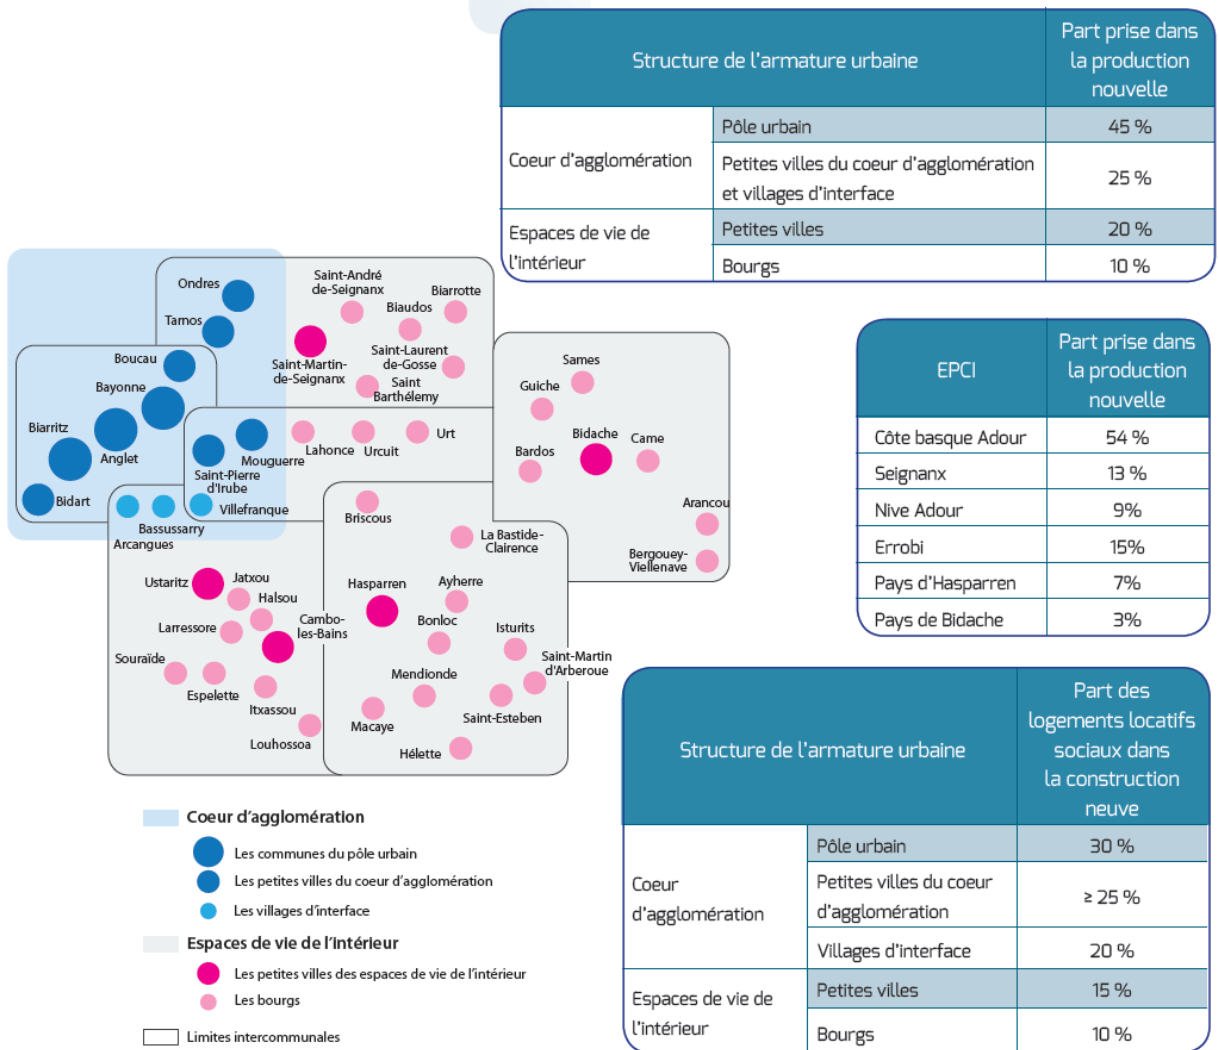 Structure de l'armature urbaine
Part prise dans
la production
nouvelle
Coeur d'agglomération
Pôle urbain
45 %
Petites villes du coeur d'agglomération
et villages d'interface
25 %
Espaces de vie de
l'intérieur
Petites villes
20 %
Bourgs
10 %
Ondres
Tarnos
Boucau
Bayonne
Biarritz
Anglet
Bidart
Saint-André
de-Seignanx
Biarrotte
Biaudos
Saint-Martin-
de-Seignanx
Saint-Laurent
de-Gosse
Saint
Barthélemy
Saint-Pierre
d'Irube
Mouguerre
Lahonce
Urcuit
Urt
Villefranque
Bassussarry
Arcangues
Sames
Guiche
Bidache
Came
Bardos
Arancou
Bergouey-
Viellenave
Briscous
La Bastide-
Clairence
Hasparren
Ayherre
Bonloc
Isturits
Saint-Martin
d'Arberoue
Mendionde
Saint-Esteben
Macaye
Hélette
Ustaritz
Jatxou
Halsou
Cambo-
les-Bains
Larressore
Souraïde
Espelette
Itxassou
Louhossoa
EPCI
Part prise dans
la production
nouvelle
Côte basque Adour
54 %
Seignanx
13 %
Nive Adour
9%
Errobi
15%
Pays d'Hasparren
7%
Pays de Bidache
3%
Structure de l'armature urbaine
Part des
logements locatifs
sociaux dans
la construction
neuve
Coeur
d'agglomération
Pôle urbain
30 %
Petites villes du coeur
d'agglomération
≥ 25 %
Villages d'interface
20 %
Espaces de vie de
l'intérieur
Petites villes
15 %
Bourgs
10 %
Coeur d'agglomération
Les communes du pôle urbain
Les petites villes du coeur d'agglomération
Les villages d'interface
Espaces de vie de l'intérieur
Les petites villes des espaces de vie de l'intérieur
Les bourgs
Limites intercommunales